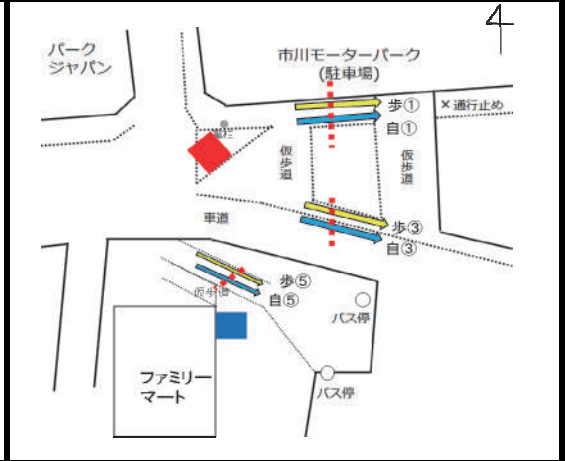 パーク
ジャパン
市川モーターパーク
(駐車場)
×通行止め
歩①
自①
仮歩道
仮歩道
車道
歩③
自③
歩⑤
自⑤
仮歩道
バス停
バス停
ファミリー
マート